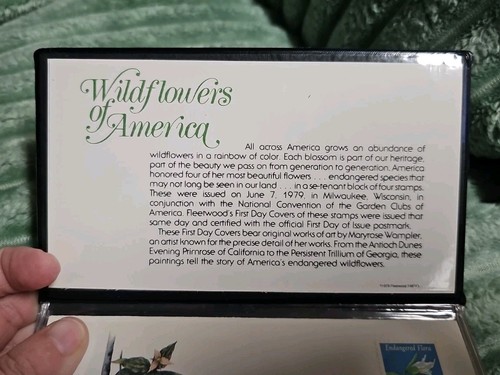 Wildflowers
of
America
All across America grows an abundance of
wildflowers in a rainbow of color. Each blossom is part of our heritage,
part of the beauty we pass on from generation to generation. America
honored four of her most beautiful flowers . . . endangered species that
may not long be seen in our land . . . in a se-tenant block of four stamps.
These were issued on June 7, 1979, in Milwaukee, Wisconsin, in
conjunction with the National Convention of the Garden Clubs of
America. Fleetwood's First Day Covers of these stamps were issued that
same day and certified with the official First Day of Issue postmark.
These First Day Covers bear original works of art by Maryrose Wampler,
an artist known for the precise detail of her works. From the Antioch Dunes
Evening Primrose of California to the Persistent Trillium of Georgia, these
paintings tell the story of America's endangered wildflowers.
Endangered Flora